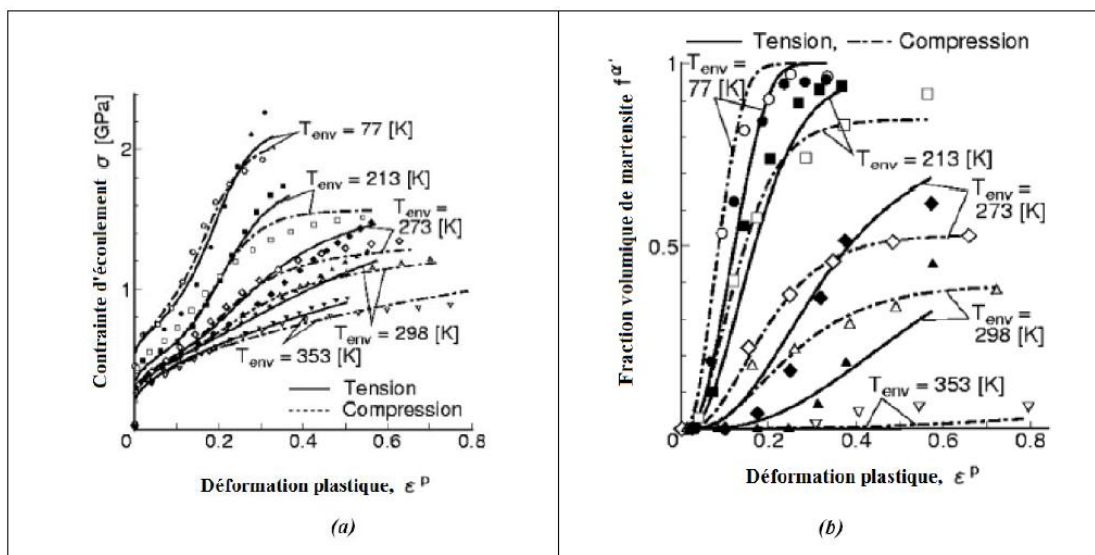 Contrainte d'écoulement σ [GPa]
2
1
0
T_env = 77 [K]
T_env = 213 [K]
T_env =
273 [K]
T_env = 298 [K]
T_env = 353 [K]
Tension
Compression
0 0.2 0.4 0.6 0.8
Déformation plastique, ε^p
(a)
Tension, Compression
Fraction volumique de martensite f^α'
1
0.5
0
T_env =
77 [K]
T_env = 213 [K]
T_env =
273 [K]
T_env =
298 [K]
T_env = 353 [K]
0 0.2 0.4 0.6 0.8
Déformation plastique, ε^p
(b)